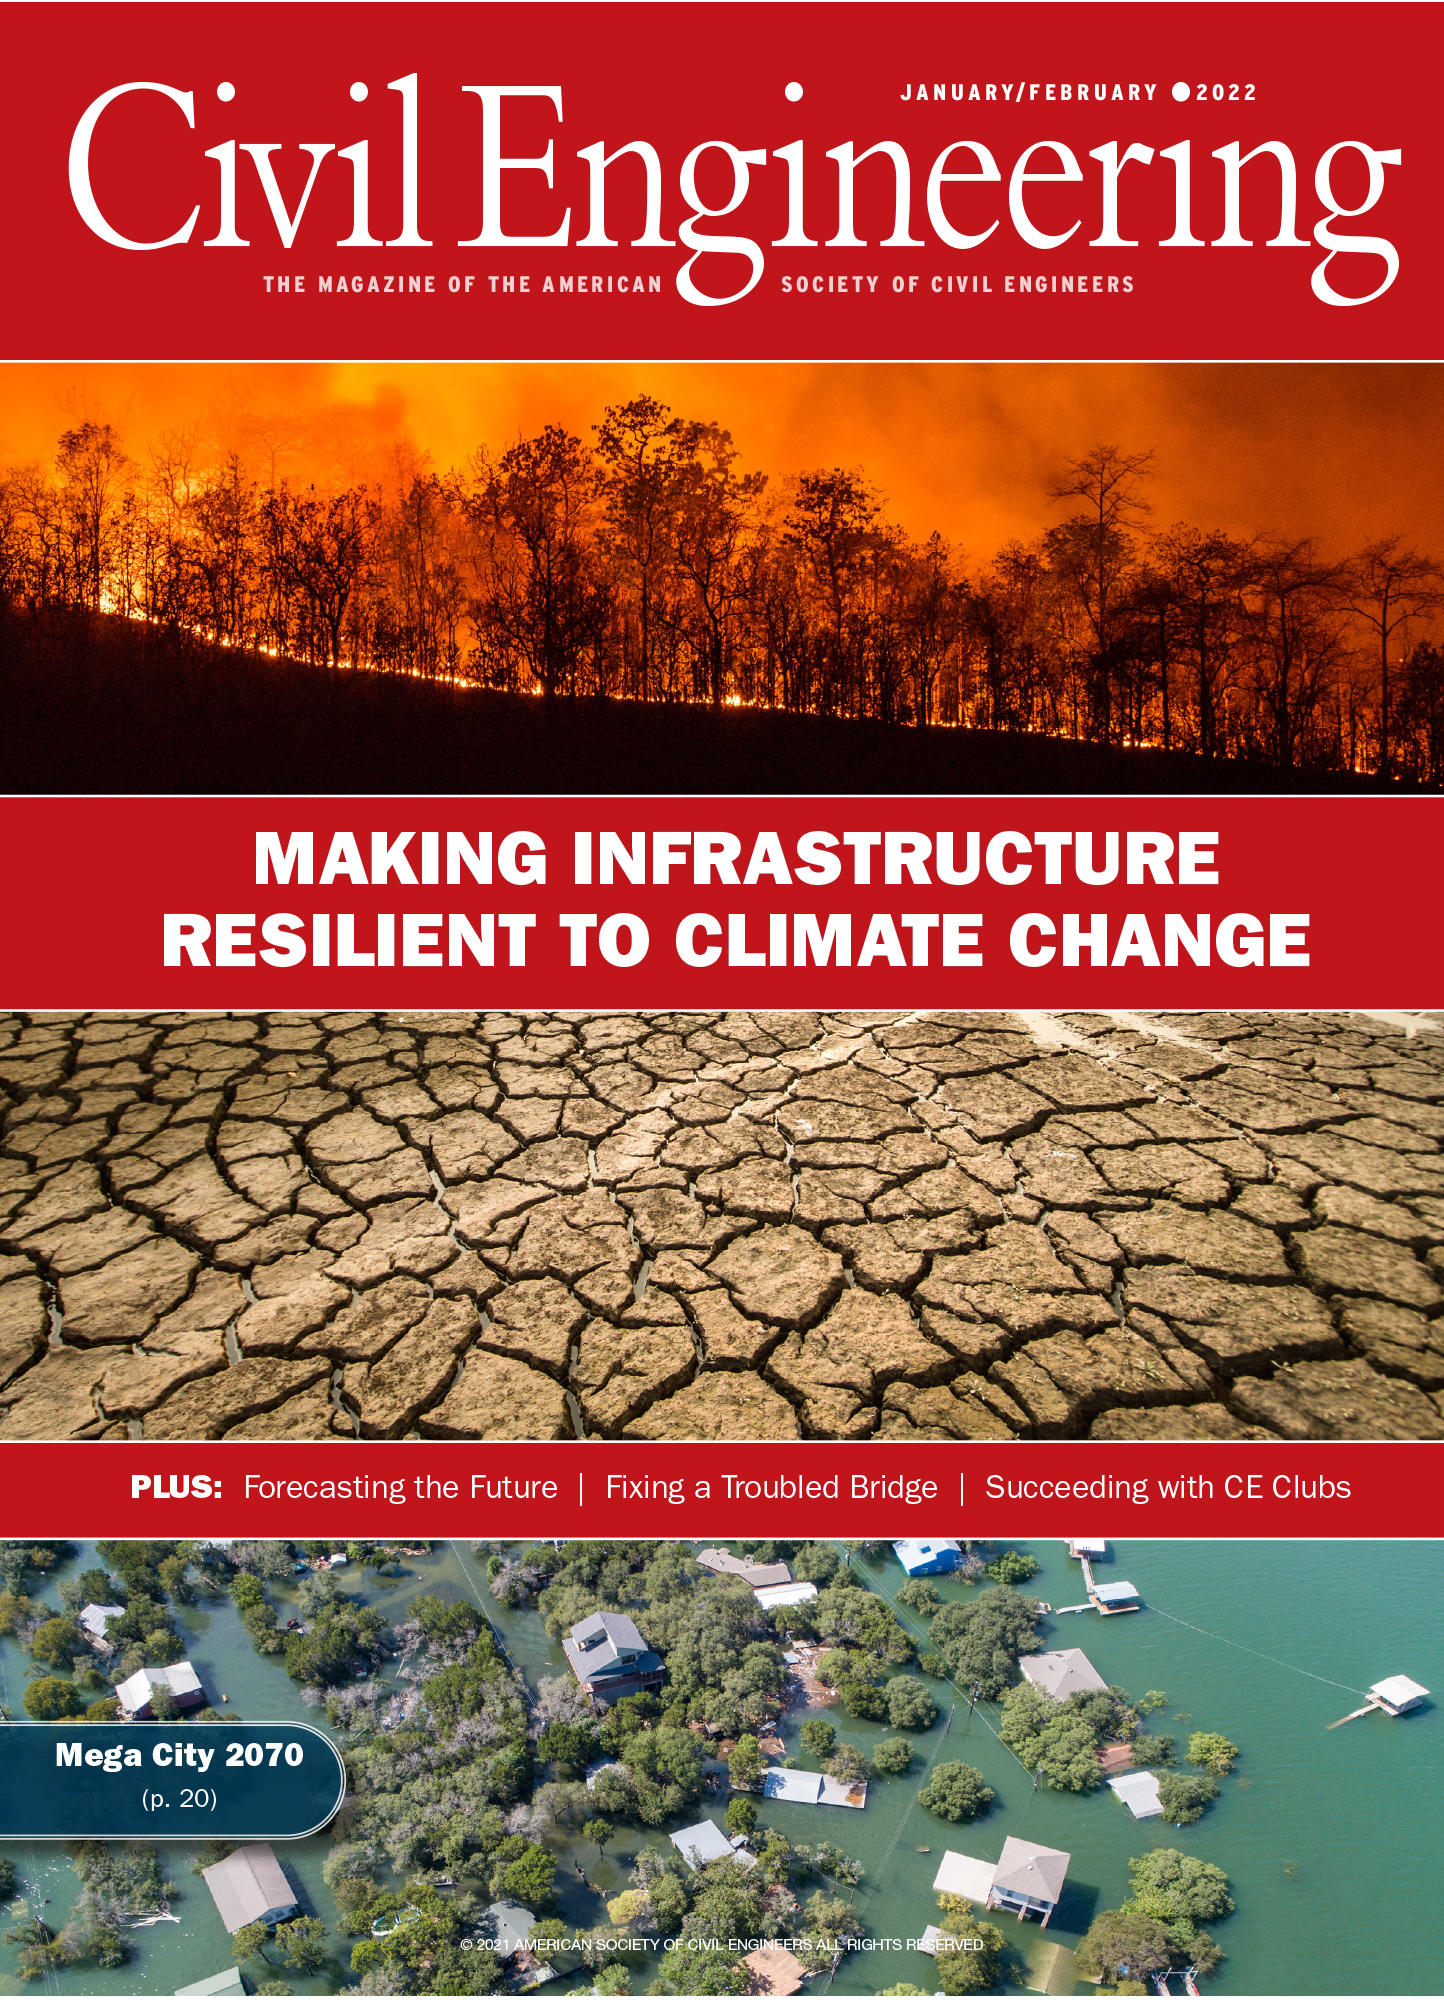 JANUARY/FEBRUARY ● 2022
Civil Engineering
THE MAGAZINE OF THE AMERICAN SOCIETY OF CIVIL ENGINEERS
MAKING INFRASTRUCTURE
RESILIENT TO CLIMATE CHANGE
PLUS: Forecasting the Future | Fixing a Troubled Bridge | Succeeding with CE Clubs
Mega City 2070
(p. 20)
© 2021 AMERICAN SOCIETY OF CIVIL ENGINEERS ALL RIGHTS RESERVED